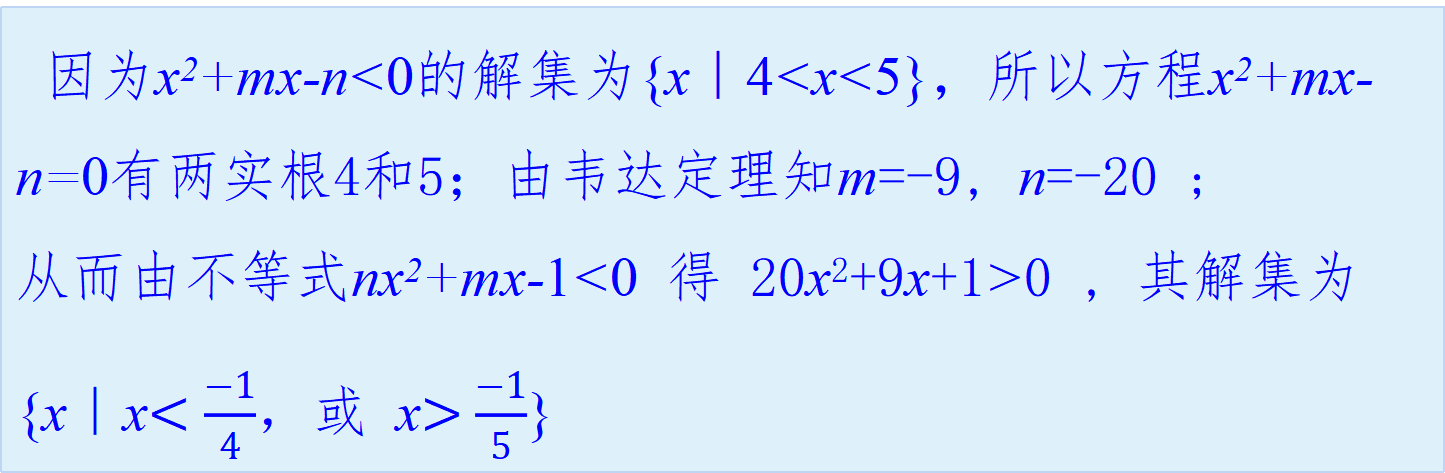 因为x²+mx-n<0的解集为{x｜4<x<5}，所以方程x²+mx-
n=0有两实根4和5；由韦达定理知m=-9，n=-20 ；
从而由不等式nx²+mx-1<0 得 20x²+9x+1>0 ，其解集为
{x｜x< \frac{-1}{4}，或 x> \frac{-1}{5}}